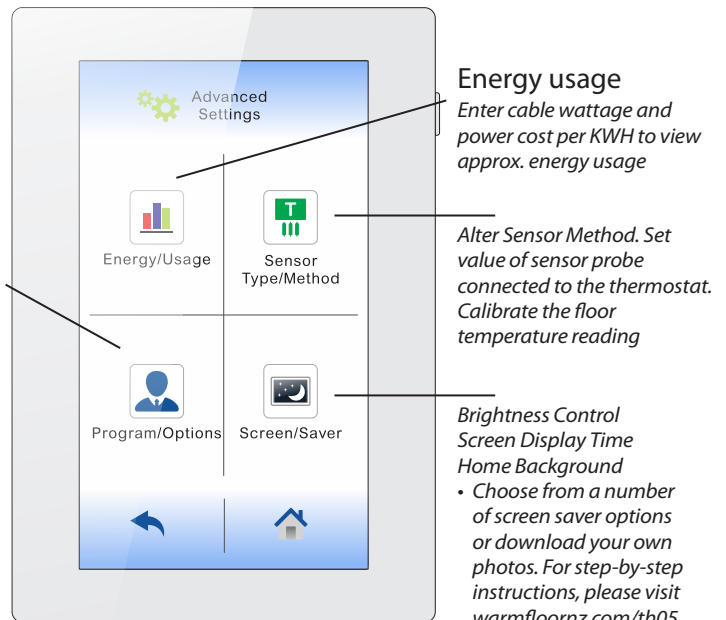 Advanced
Settings
Energy/Usage
Sensor
Type/Method
Program/Options
Screen/Saver
Energy usage
Enter cable wattage and
power cost per KWH to view
approx. energy usage
Alter Sensor Method. Set
value of sensor probe
connected to the thermostat.
Calibrate the floor
temperature reading
Brightness Control
Screen Display Time
Home Background
• Choose from a number
of screen saver options
or download your own
photos. For step-by-step
instructions, please visit
warmfloornz.com/th05